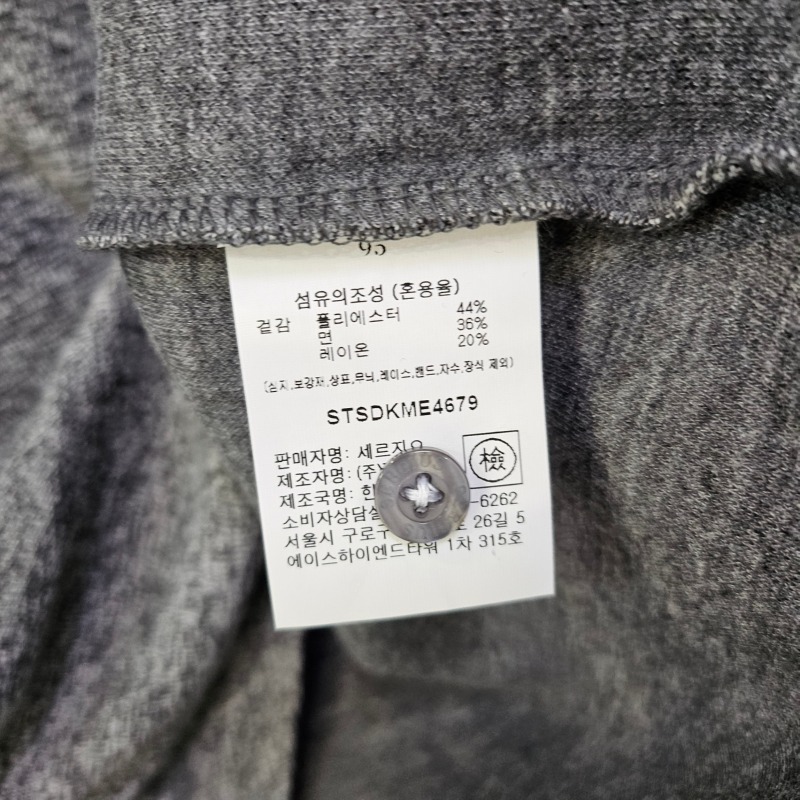 95
섬유의조성 (혼용율)
겉감 폴리에스터 44%
면 36%
레이온 20%
(심지,보강재,상표,무늬,레이스,밴드,자수,장식 제외)
STSDKME4679
판매자명: 세르지오
檢
제조자명: (주)
제조국명: 한
소비자상담실 -6262
서울시 구로구 26길 5
에이스하이엔드타워 1차 315호